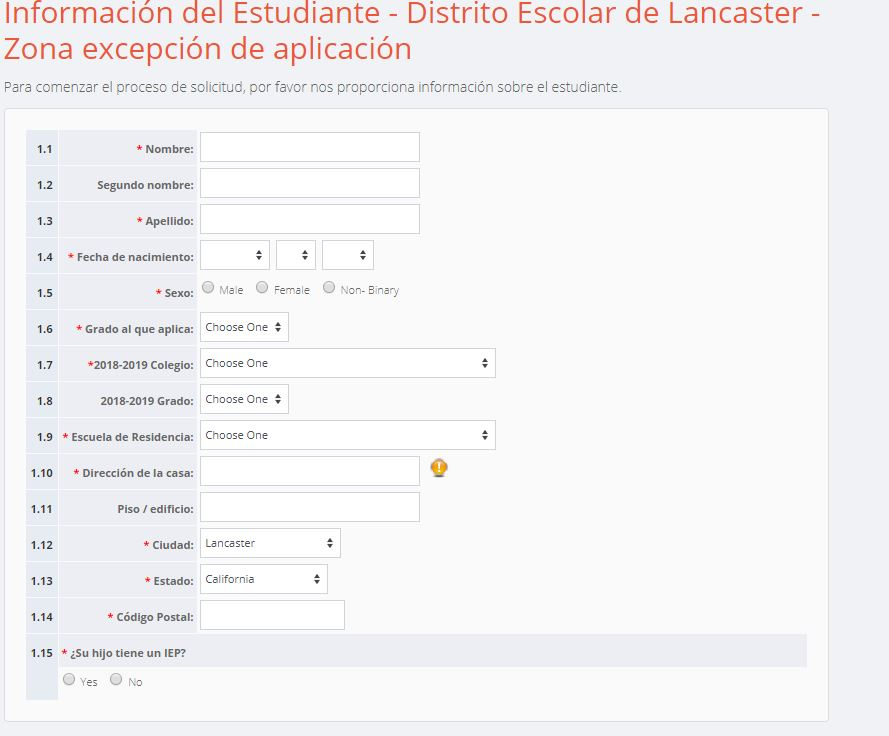 Información del Estudiante - Distrito Escolar de Lancaster -
Zona excepción de aplicación
Para comenzar el proceso de solicitud, por favor nos proporciona información sobre el estudiante.
1.1 * Nombre:
1.2 Segundo nombre:
1.3 * Apellido:
1.4 * Fecha de nacimiento:
1.5 * Sexo: Male Female Non- Binary
1.6 * Grado al que aplica: Choose One
1.7 *2018-2019 Colegio: Choose One
1.8 2018-2019 Grado: Choose One
1.9 * Escuela de Residencia: Choose One
1.10 * Dirección de la casa:
1.11 Piso / edificio:
1.12 * Ciudad: Lancaster
1.13 * Estado: California
1.14 * Código Postal:
1.15 * ¿Su hijo tiene un IEP?
Yes No